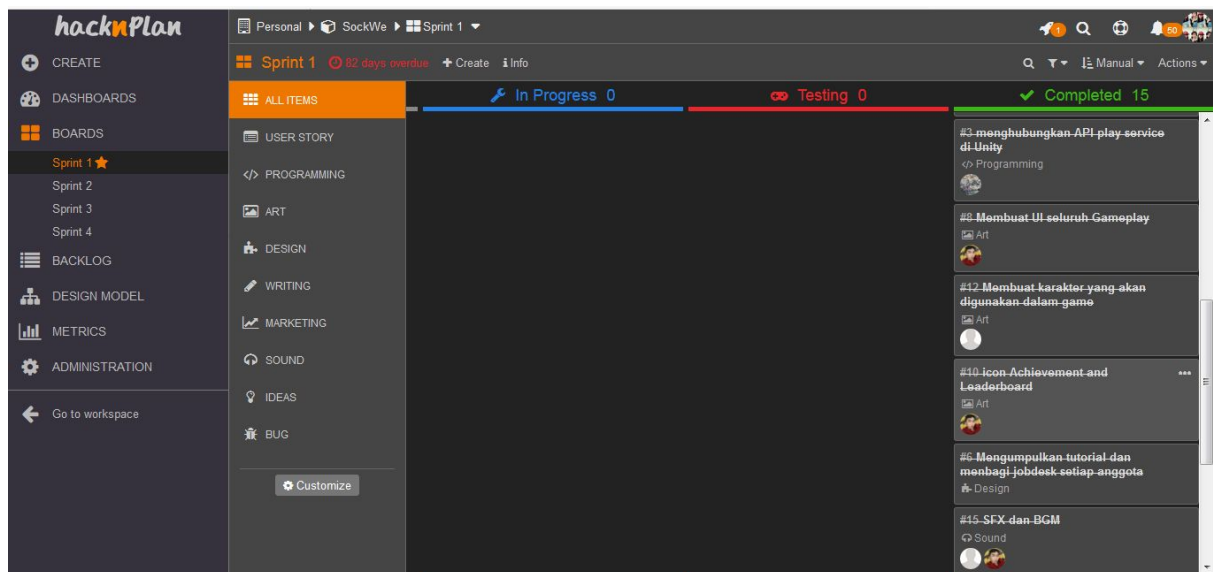 hacknPlan
Personal SockWe Sprint 1
1
50
CREATE
DASHBOARDS
BOARDS
Sprint 1
Sprint 2
Sprint 3
Sprint 4
BACKLOG
DESIGN MODEL
METRICS
ADMINISTRATION
Go to workspace
Sprint 1 82 days overdue + Create i Info
Manual Actions
ALL ITEMS
USER STORY
PROGRAMMING
ART
DESIGN
WRITING
MARKETING
SOUND
IDEAS
BUG
Customize
In Progress 0
Testing 0
Completed 15
#3 menghubungkan API play service
di Unity
Programming
#8 Membuat UI seluruh Gameplay
Art
#12 Membuat karakter yang akan
digunakan dalam game
Art
#10 icon Achievement and
Leaderboard
Art
#6 Mengumpulkan tutorial dan
menbagi jobdesk setiap anggota
Design
#15 SFX dan BGM
Sound